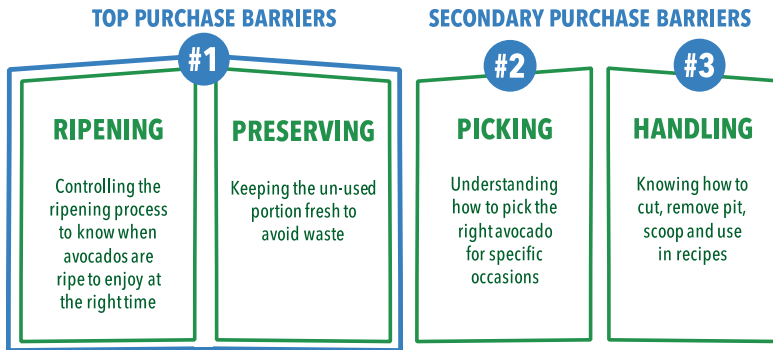 TOP PURCHASE BARRIERS
#1
RIPENING
Controlling the
ripening process
to know when
avocados are
ripe to enjoy at
the right time
PRESERVING
Keeping the un-used
portion fresh to
avoid waste
SECONDARY PURCHASE BARRIERS
#2
PICKING
Understanding
how to pick the
right avocado
for specific
occasions
#3
HANDLING
Knowing how to
cut, remove pit,
scoop and use
in recipes